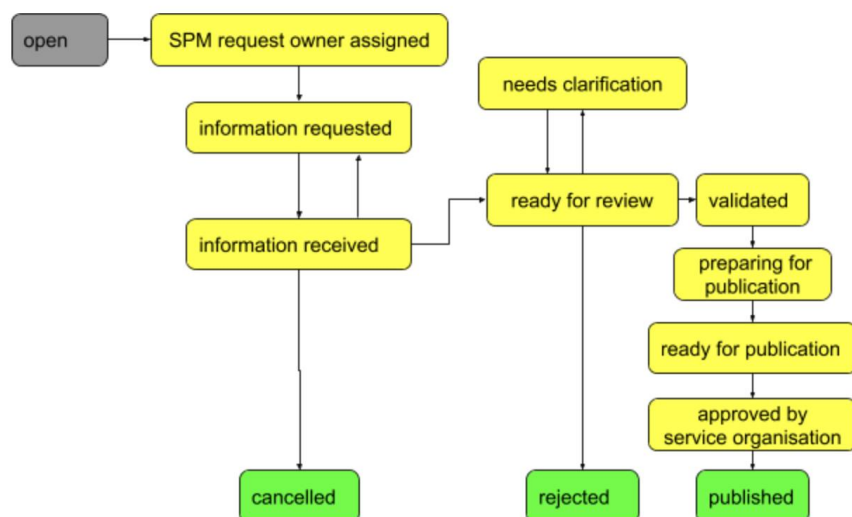 open
SPM request owner assigned
information requested
information received
needs clarification
ready for review
validated
preparing for
publication
ready for publication
approved by
service organisation
cancelled
rejected
published